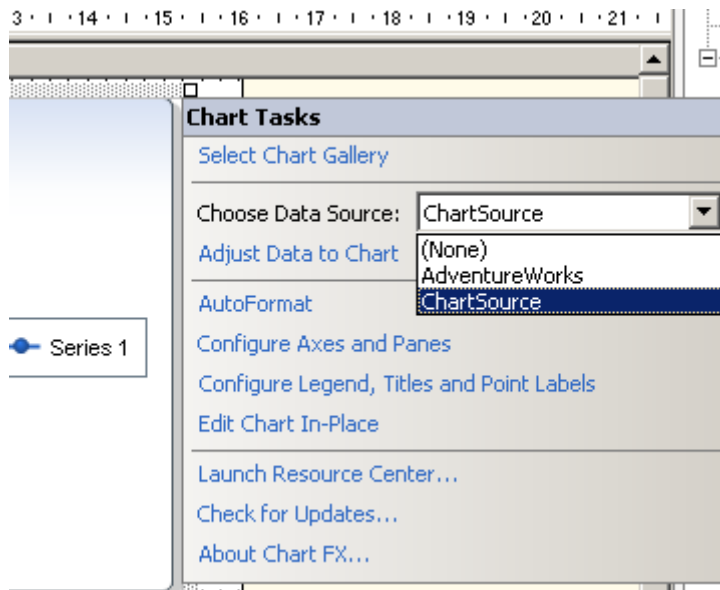 3 14 15 16 17 18 19 20 21
Chart Tasks
Select Chart Gallery
Choose Data Source: ChartSource
(None)
Adjust Data to Chart
AdventureWorks
ChartSource
AutoFormat
Series 1
Configure Axes and Panes
Configure Legend, Titles and Point Labels
Edit Chart In-Place
Launch Resource Center...
Check for Updates...
About Chart FX...